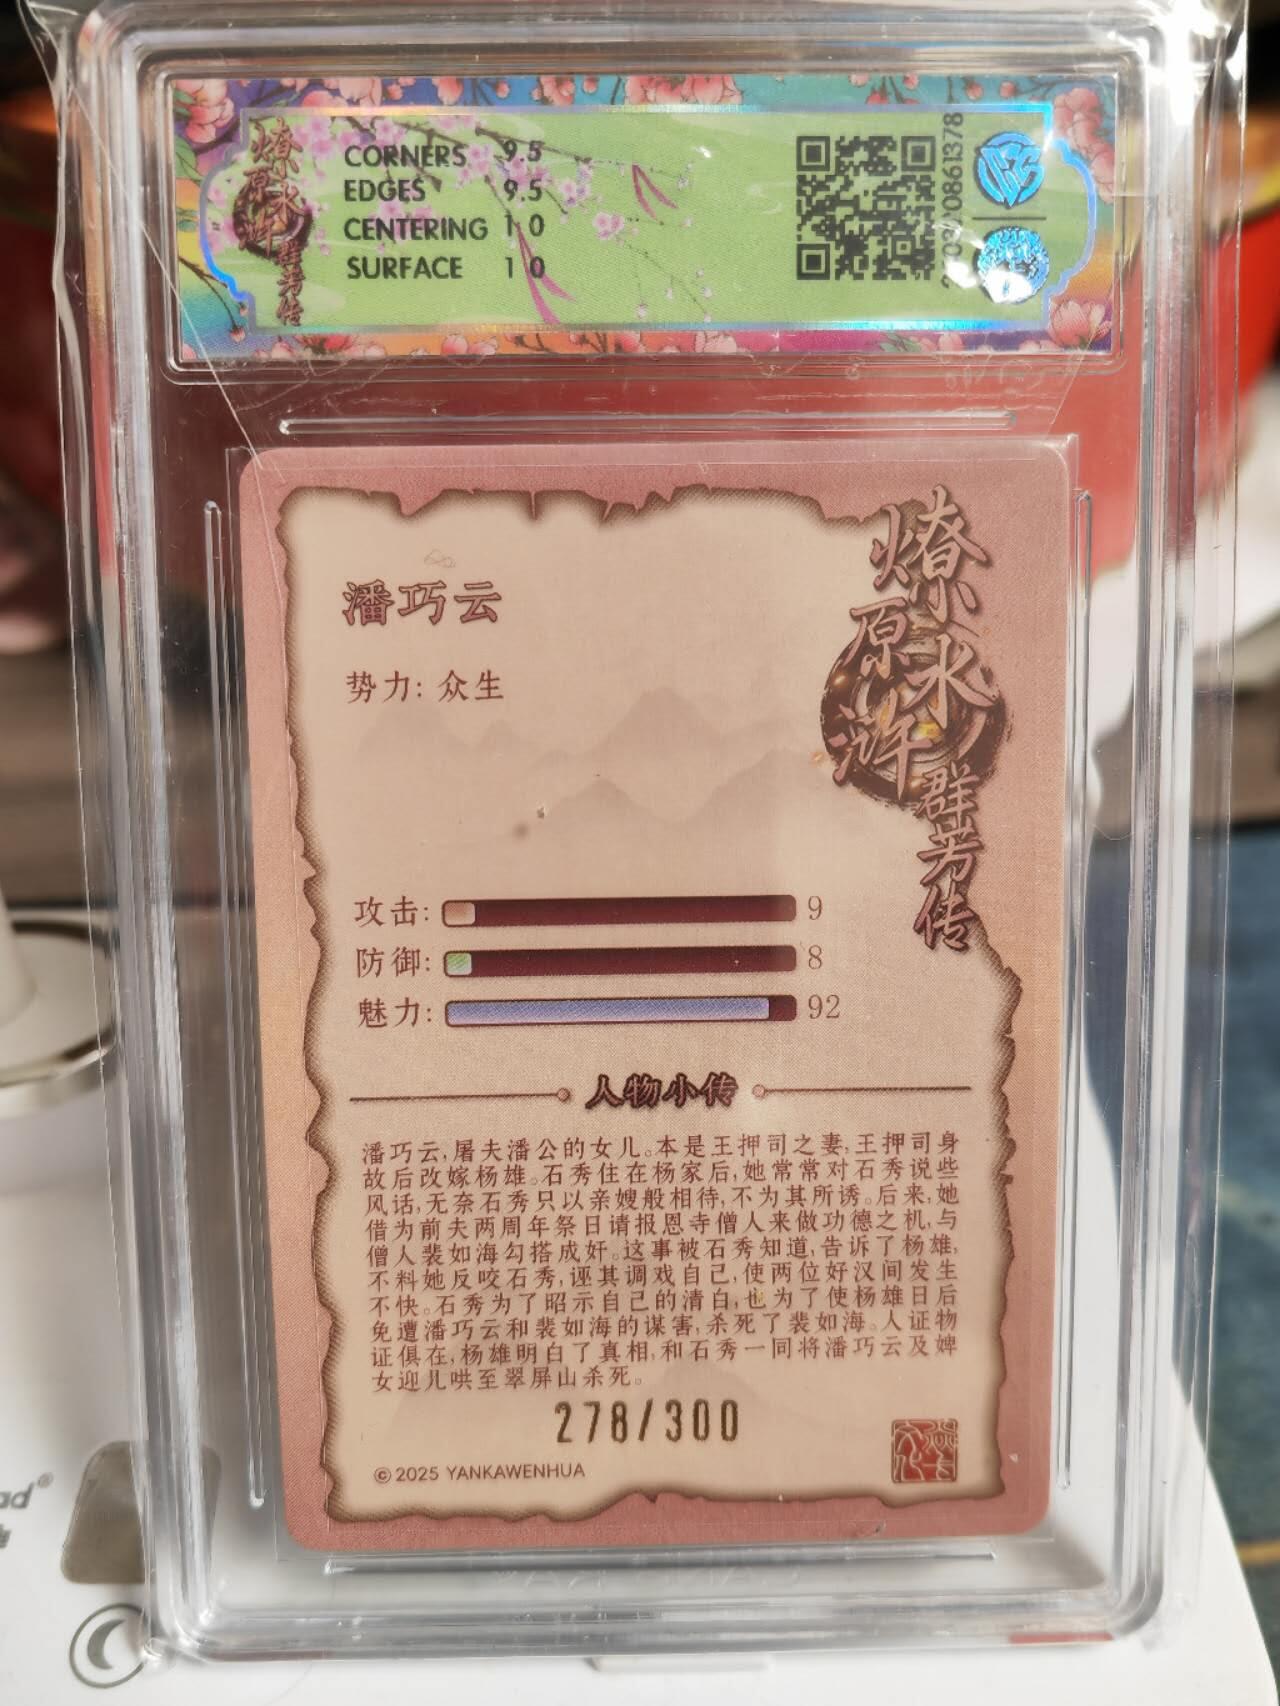 燎原水浒群芳传
CORNERS 9.5
EDGES 9.5
CENTERING 10
SURFACE 10
燎原水浒群芳传
潘巧云
势力: 众生
攻击: 9
防御: 8
魅力: 92
人物小传
潘巧云,屠夫潘公的女儿。本是王押司之妻,王押司身
故后改嫁杨雄。石秀住在杨家后,她常常对石秀说些
风话,无奈石秀只以亲嫂般相待,不为其所诱。后来,她
借为前夫两周年祭日请报恩寺僧人来做功德之机,与
僧人裴如海勾搭成奸。这事被石秀知道,告诉了杨雄,
不料她反咬石秀,诬其调戏自己,使两位好汉间发生
不快。石秀为了昭示自己的清白,也为了使杨雄日后
免遭潘巧云和裴如海的谋害,杀死了裴如海。人证物
证俱在,杨雄明白了真相,和石秀一同将潘巧云及婢
女迎儿哄至翠屏山杀死。
278/300
© 2025 YANKAWENHUA